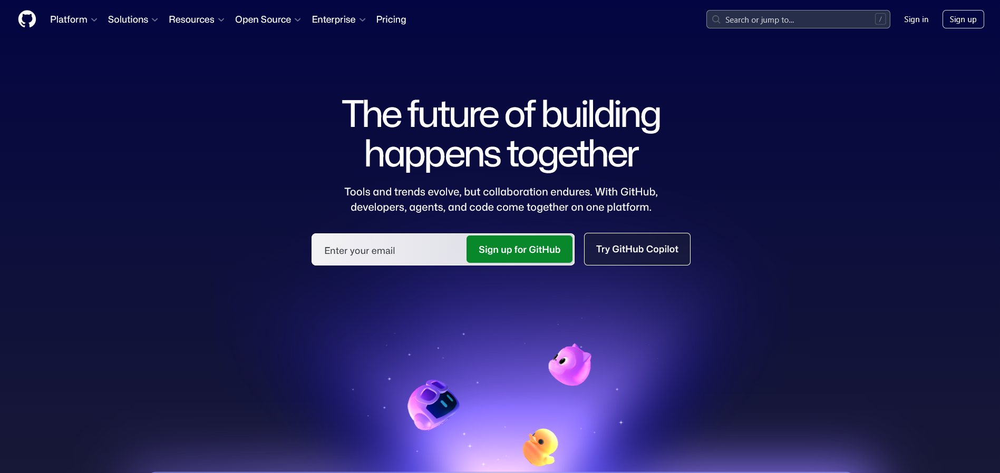 Platform Solutions Resources Open Source Enterprise Pricing Search or jump to... / Sign in Sign up
The future of building
happens together
Tools and trends evolve, but collaboration endures. With GitHub,
developers, agents, and code come together on one platform.
Enter your email Sign up for GitHub Try GitHub Copilot